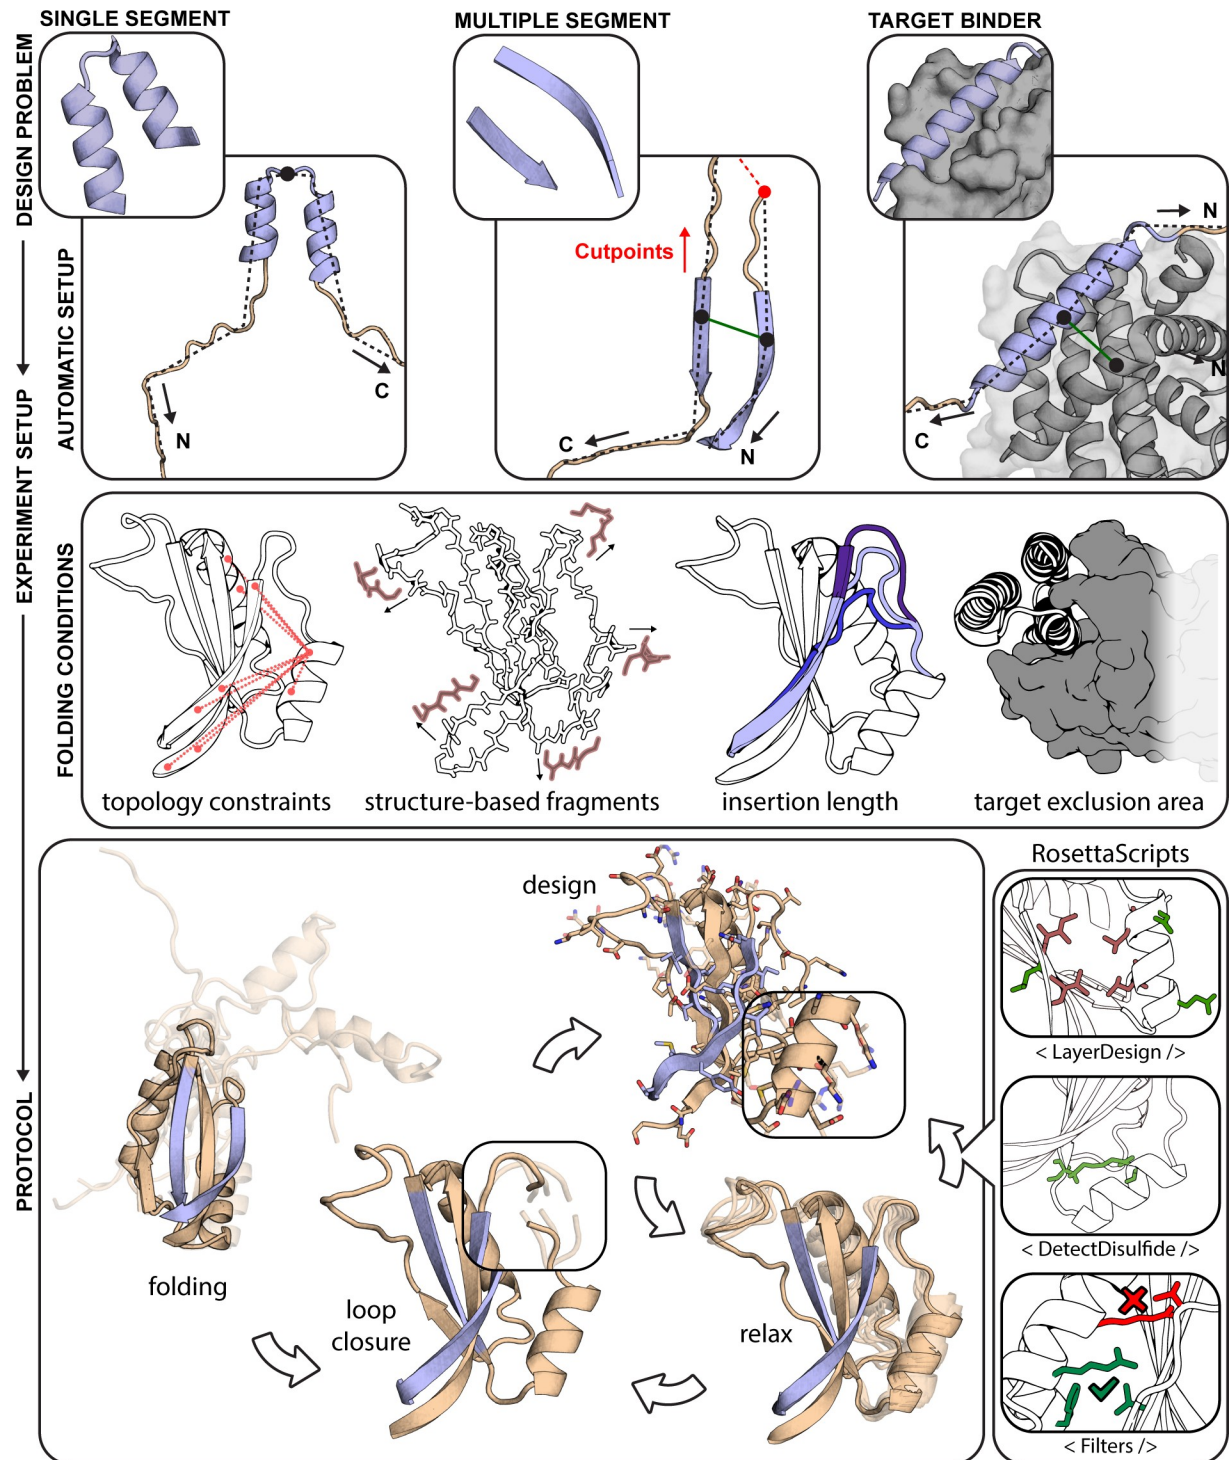 SINGLE SEGMENT
MULTIPLE SEGMENT
TARGET BINDER
DESIGN PROBLEM
AUTOMATIC SETUP
EXPERIMENT SETUP
N
C
Cutpoints
C
N
N
N
C
FOLDING CONDITIONS
topology constraints
structure-based fragments
insertion length
target exclusion area
PROTOCOL
folding
loop
closure
design
relax
RosettaScripts
< LayerDesign />
< DetectDisulfide />
< Filters />